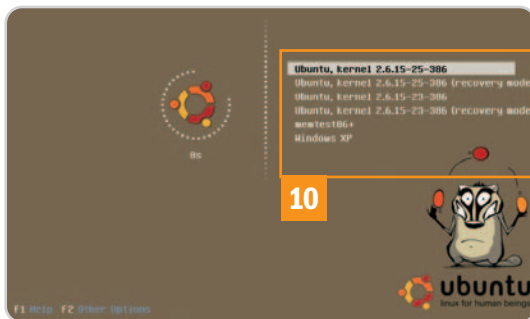 Ubuntu, kernel 2.6.15-25-386
Ubuntu, kernel 2.6.15-25-386 (recovery mode
Ubuntu, kernel 2.6.15-23-386
Ubuntu, kernel 2.6.15-23-386 (recovery mode
memtest86+
Windows XP
0s
10
ubuntu
linux for human beings
F1 Help F2 Other Options